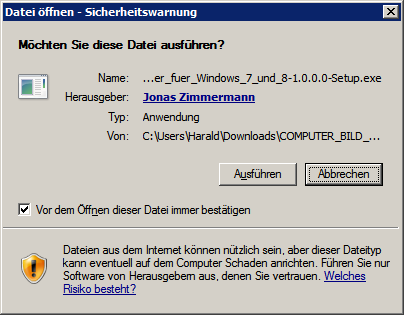 Datei öffnen - Sicherheitswarnung
Möchten Sie diese Datei ausführen?
Name: ...er_fuer_Windows_7_und_8-1.0.0.0-Setup.exe
Herausgeber: Jonas Zimmermann
Typ: Anwendung
Von: C:\Users\Harald\Downloads\COMPUTER_BILD_...
Ausführen Abbrechen
Vor dem Öffnen dieser Datei immer bestätigen
Dateien aus dem Internet können nützlich sein, aber dieser Dateityp
kann eventuell auf dem Computer Schaden anrichten. Führen Sie nur
Software von Herausgebern aus, denen Sie vertrauen. Welches
Risiko besteht?